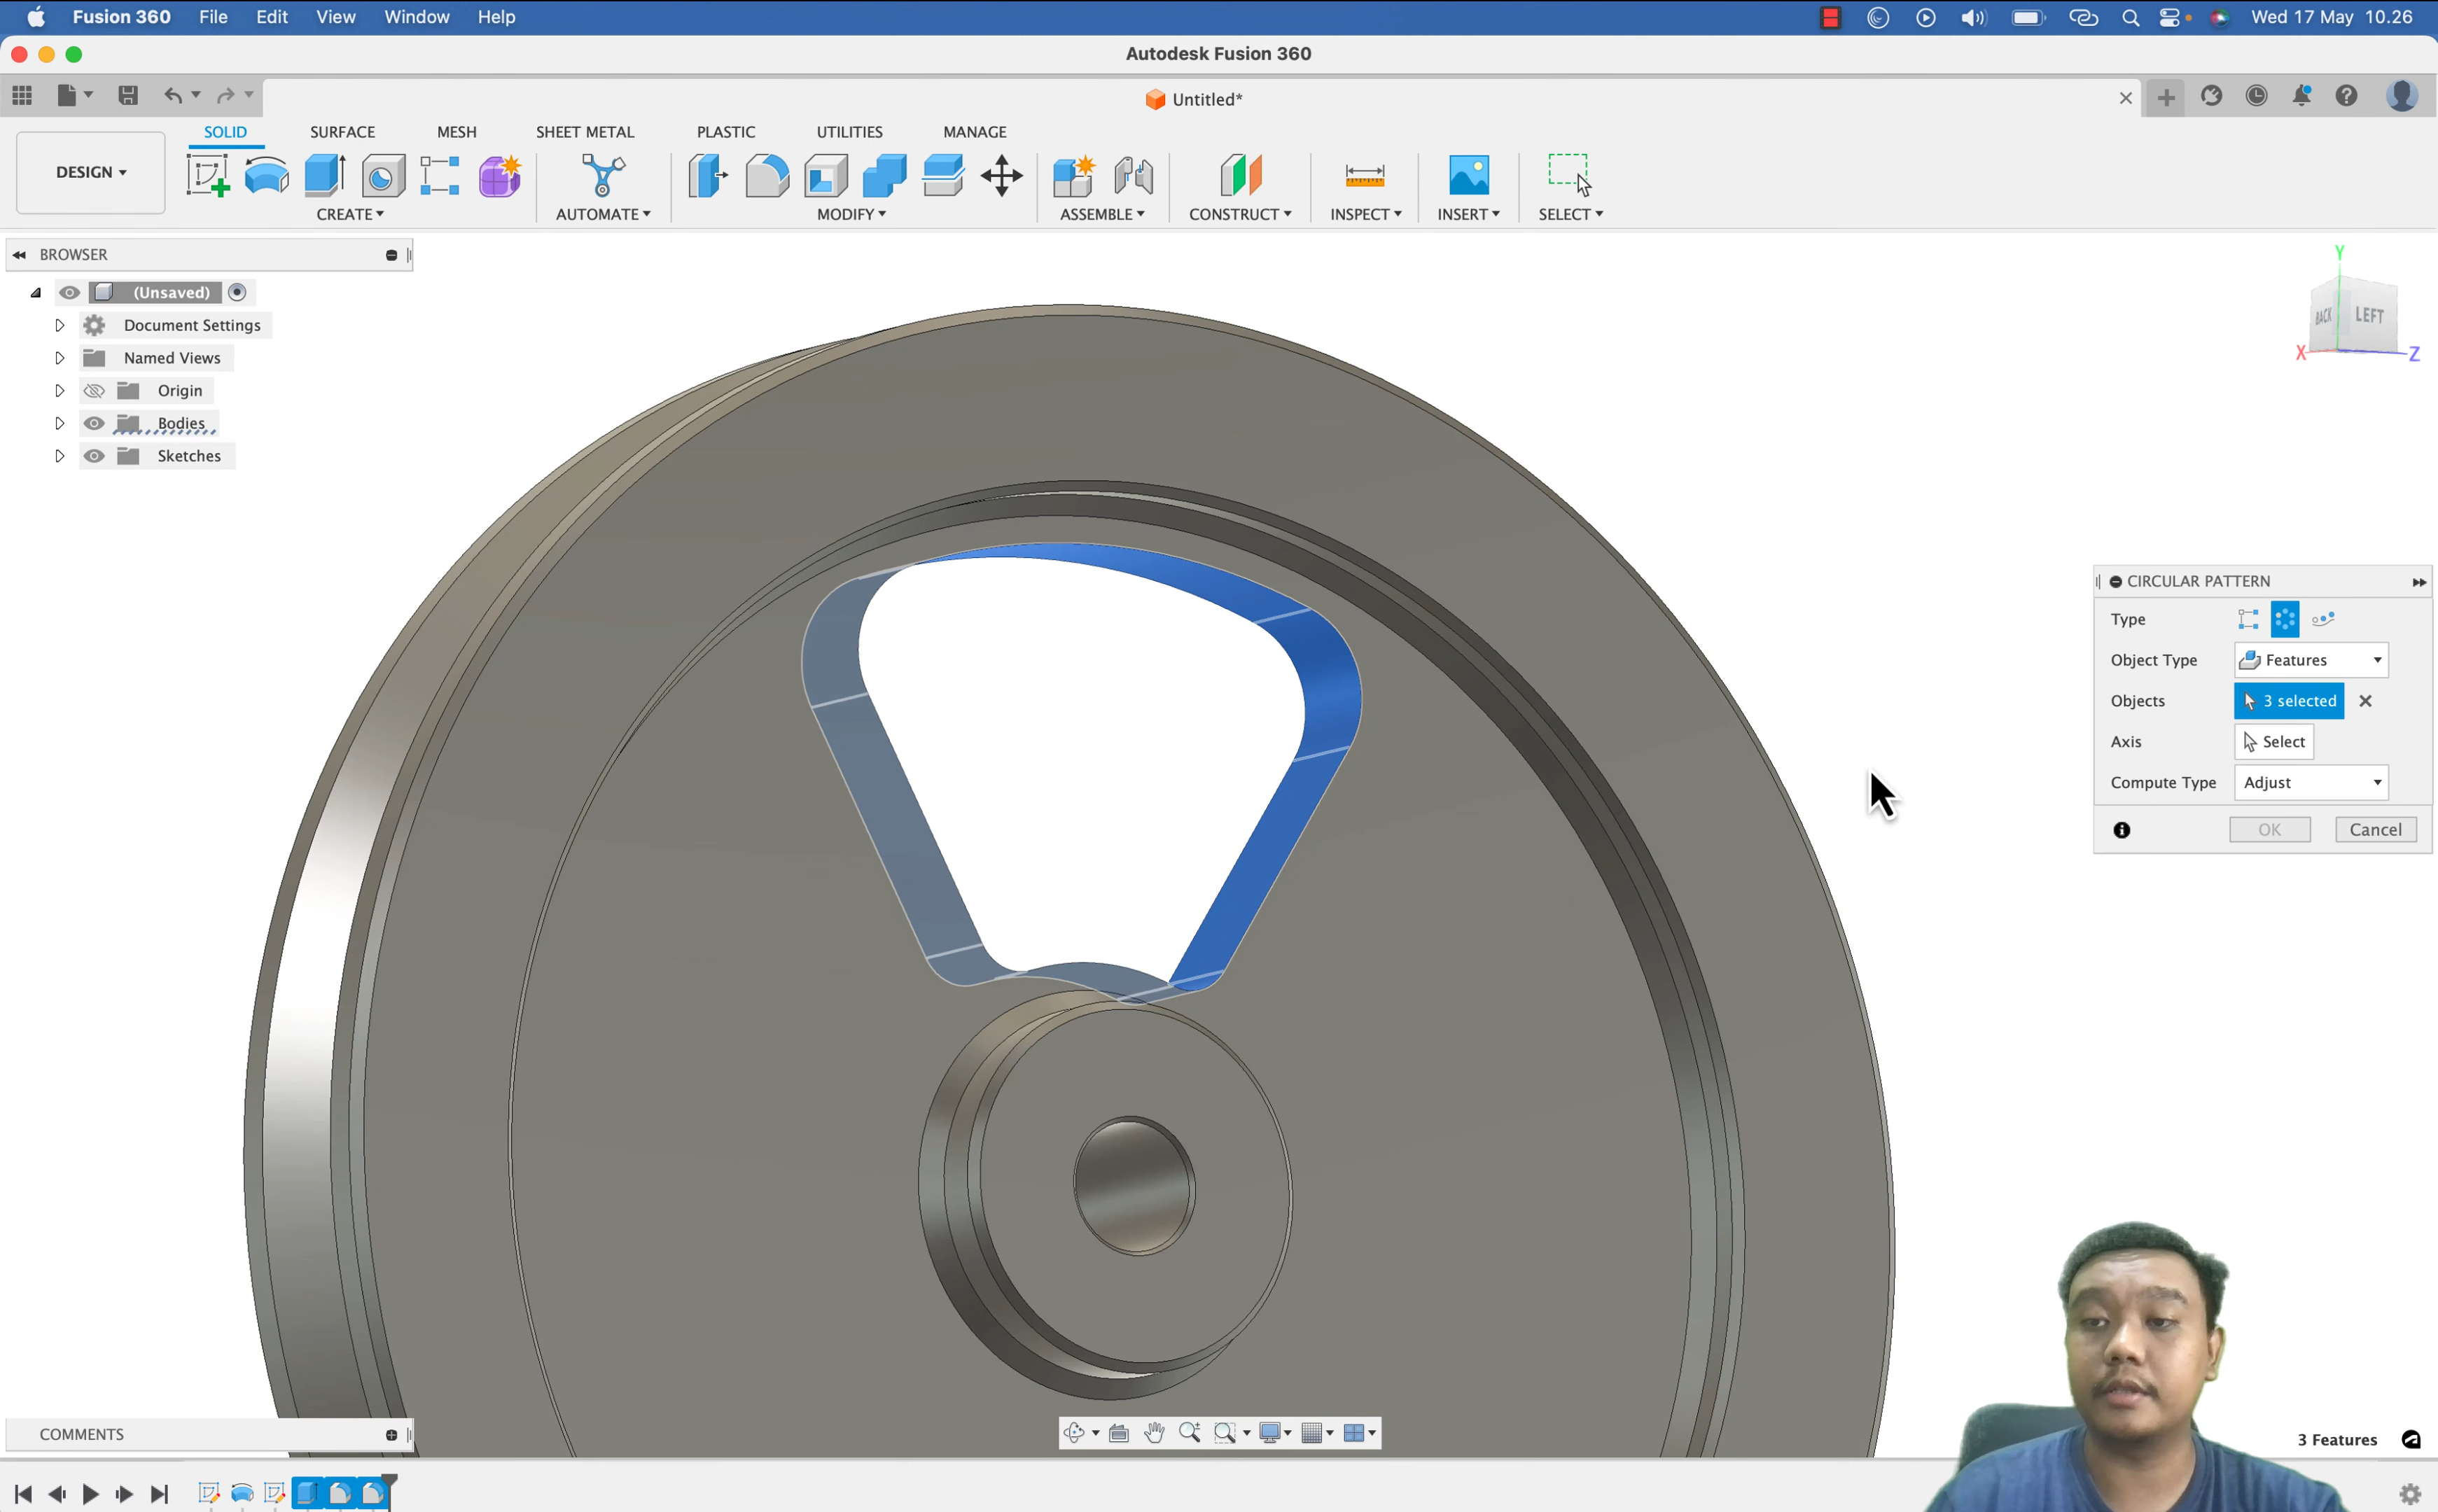 Fusion 360 File Edit View Window Help Wed 17 May 10.26
Autodesk Fusion 360
Untitled*
SOLID SURFACE MESH SHEET METAL PLASTIC UTILITIES MANAGE
DESIGN
CREATE AUTOMATE MODIFY ASSEMBLE CONSTRUCT INSPECT INSERT SELECT
BROWSER
(Unsaved)
Document Settings
Named Views
Origin
Bodies
Sketches
Y
BACK LEFT
X Z
CIRCULAR PATTERN
Type
Object Type Features
Objects 3 selected
Axis Select
Compute Type Adjust
OK Cancel
COMMENTS
3 Features